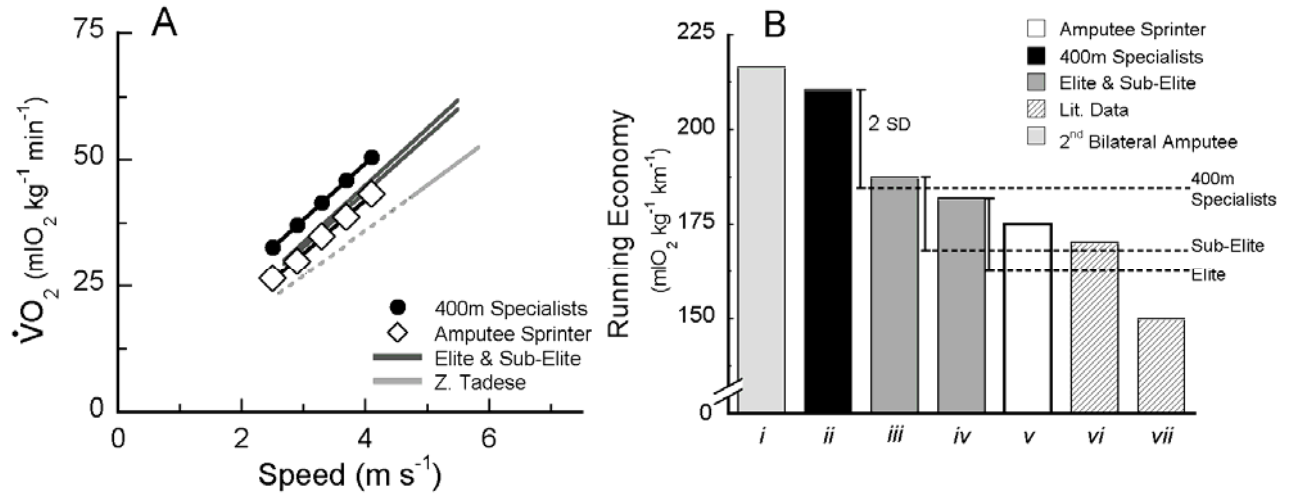 A
75
50
25
0
V̇O₂ (mlO₂ kg⁻¹ min⁻¹)
400m Specialists
Amputee Sprinter
Elite & Sub-Elite
Z. Tadese
0 2 4 6
Speed (m s⁻¹)
B
225
200
175
150
0
Running Economy
(mlO₂ kg⁻¹ km⁻¹)
Amputee Sprinter
400m Specialists
Elite & Sub-Elite
Lit. Data
2ⁿᵈ Bilateral Amputee
2 SD
400m
Specialists
Sub-Elite
Elite
i ii iii iv v vi vii